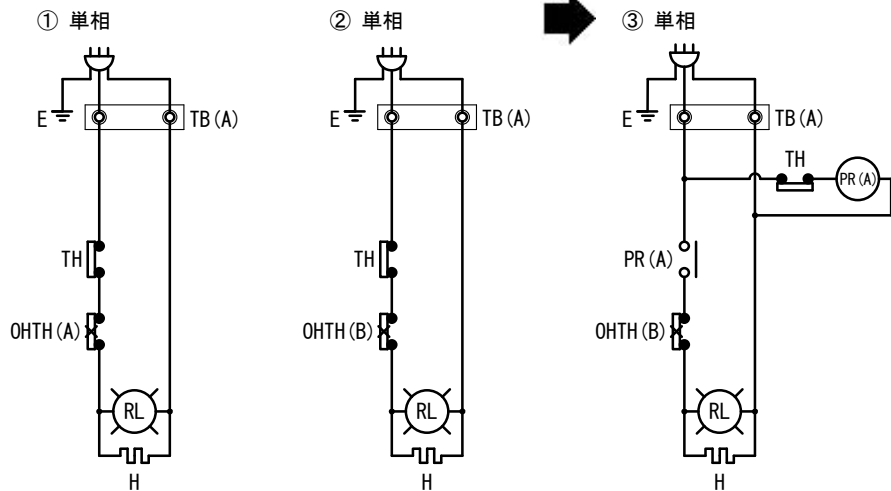 ① 単相
E
TB(A)
TH
OHTH(A)
RL
H
② 単相
E
TB(A)
TH
OHTH(B)
RL
H
③ 単相
E
TB(A)
TH
PR(A)
PR(A)
OHTH(B)
RL
H